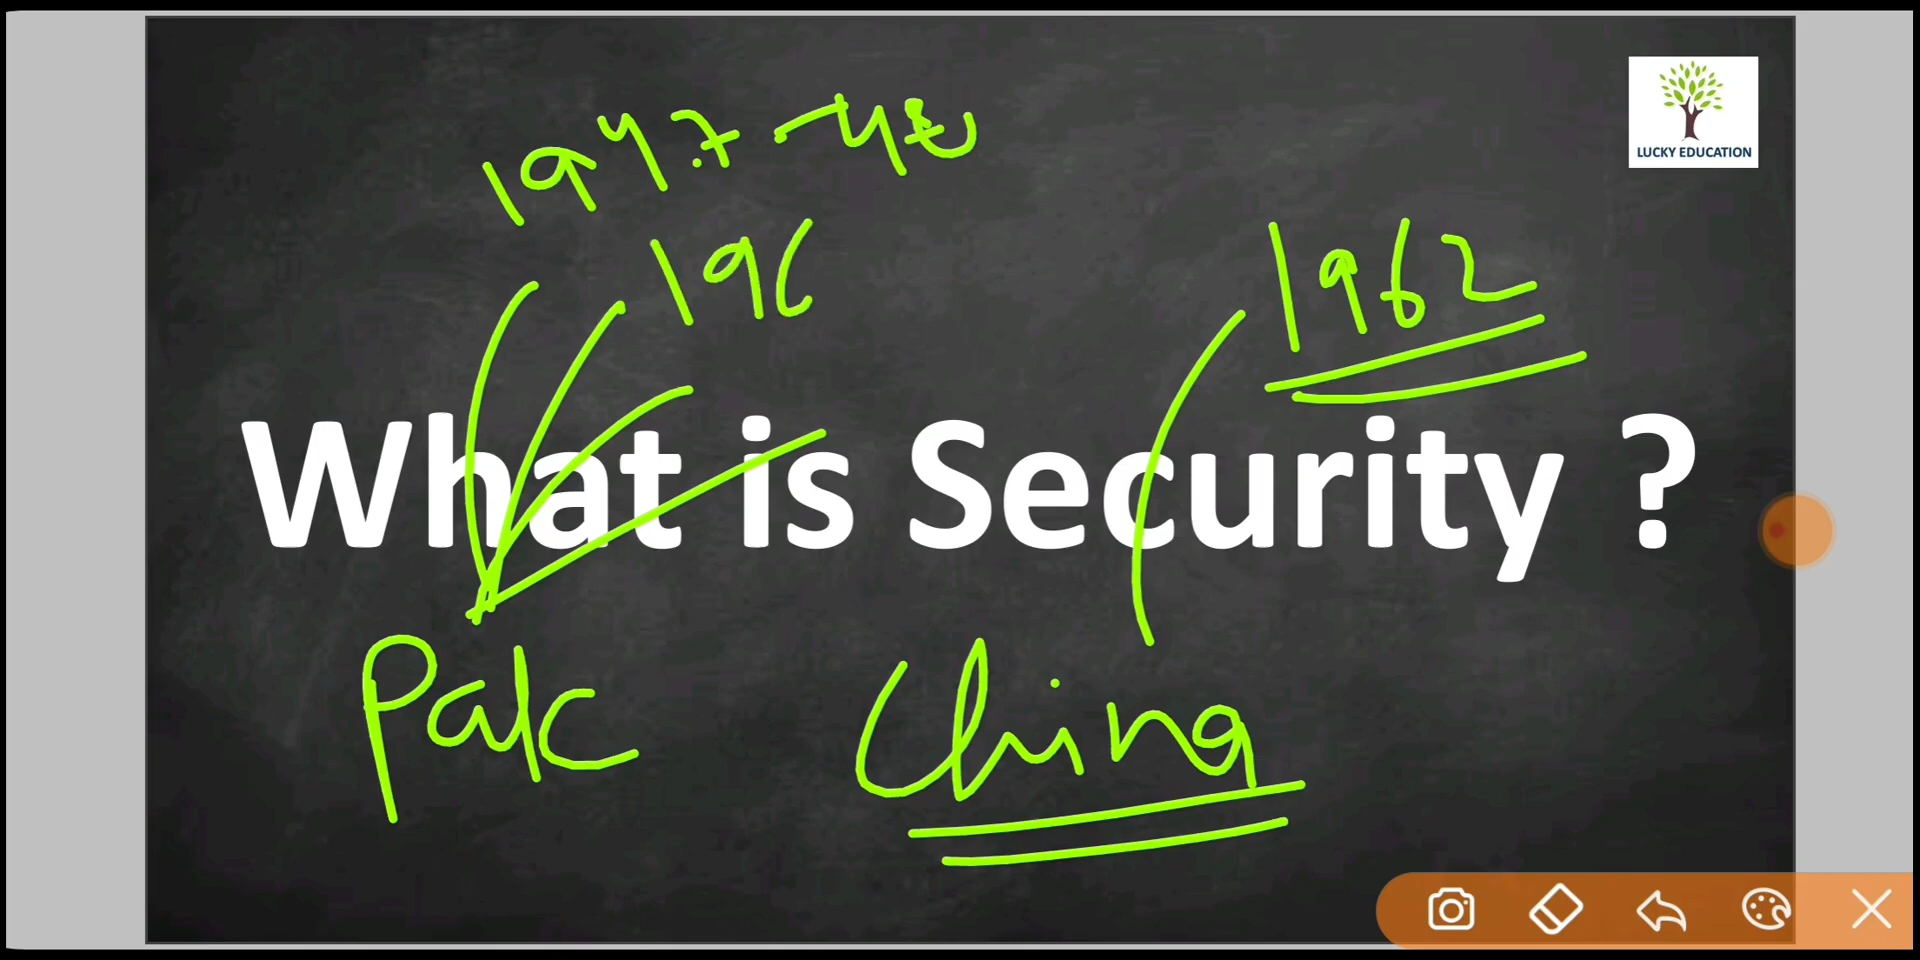 LUCKY EDUCATION
1947-48
196
1962
What is Security ?
Pak
China